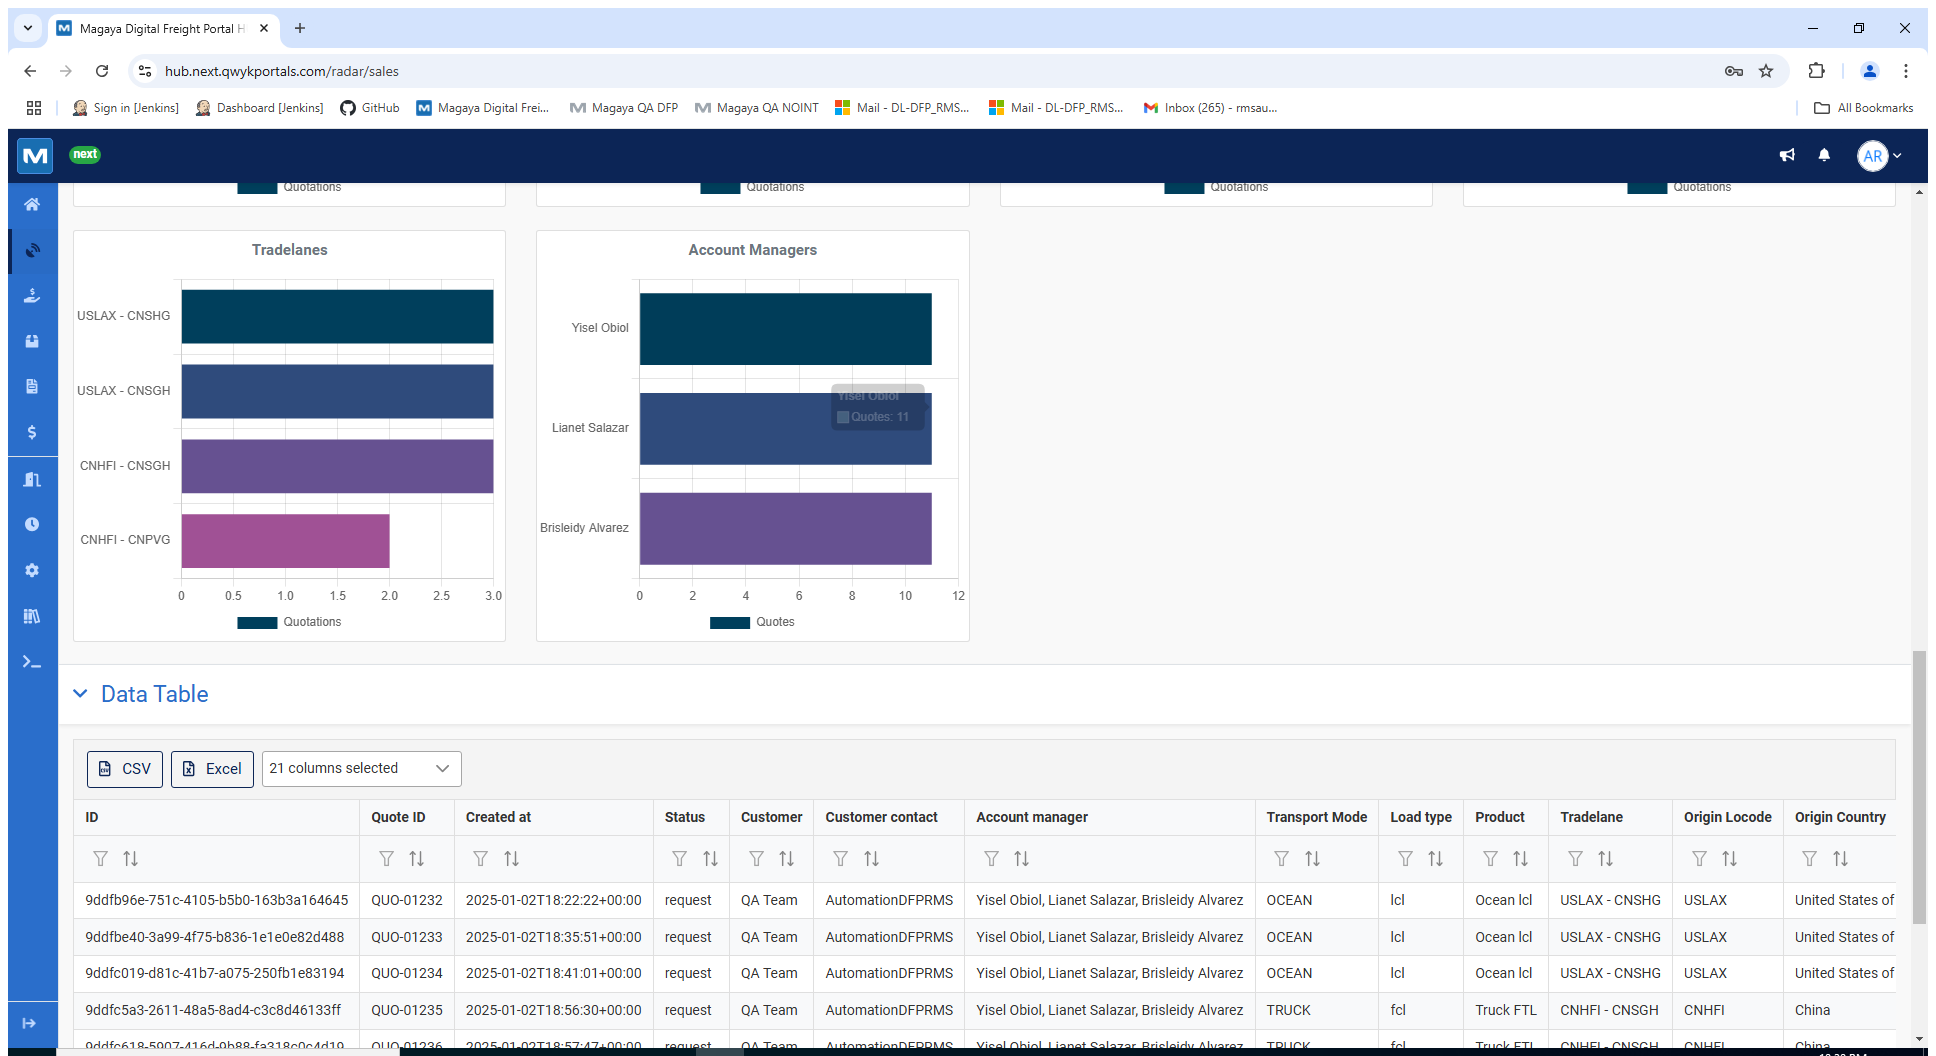 Magaya Digital Freight Portal H
hub.next.qwykportals.com/radar/sales
Sign in [Jenkins] Dashboard [Jenkins] GitHub Magaya Digital Frei... Magaya QA DFP Magaya QA NOINT Mail - DL-DFP_RMS... Mail - DL-DFP_RMS... Inbox (265) - rmsau... All Bookmarks
M next AR
Quotations Quotations Quotations Quotations
Tradelanes
USLAX - CNSHG
USLAX - CNSGH
CNHFI - CNSGH
CNHFI - CNPVG
0 0.5 1.0 1.5 2.0 2.5 3.0
Quotations
Account Managers
Yisel Obiol
Yisel Obiol
Quotes: 11
Lianet Salazar
Brisleidy Alvarez
0 2 4 6 8 10 12
Quotes
Data Table
CSV Excel 21 columns selected
ID Quote ID Created at Status Customer Customer contact Account manager Transport Mode Load type Product Tradelane Origin Locode Origin Country
9ddfb96e-751c-4105-b5b0-163b3a164645 QUO-01232 2025-01-02T18:22:22+00:00 request QA Team AutomationDFPRMS Yisel Obiol, Lianet Salazar, Brisleidy Alvarez OCEAN lcl Ocean lcl USLAX - CNSHG USLAX United States of
9ddfbe40-3a99-4f75-b836-1e1e0e82d488 QUO-01233 2025-01-02T18:35:51+00:00 request QA Team AutomationDFPRMS Yisel Obiol, Lianet Salazar, Brisleidy Alvarez OCEAN lcl Ocean lcl USLAX - CNSHG USLAX United States of
9ddfc019-d81c-41b7-a075-250fb1e83194 QUO-01234 2025-01-02T18:41:01+00:00 request QA Team AutomationDFPRMS Yisel Obiol, Lianet Salazar, Brisleidy Alvarez OCEAN lcl Ocean lcl USLAX - CNSHG USLAX United States of
9ddfc5a3-2611-48a5-8ad4-c3c8d46133ff QUO-01235 2025-01-02T18:56:30+00:00 request QA Team AutomationDFPRMS Yisel Obiol, Lianet Salazar, Brisleidy Alvarez TRUCK fcl Truck FTL CNHFI - CNSGH CNHFI China
9ddfc618-5907-416d-9b88-fa318c0c4d19 QUO-01236 2025-01-02T18:57:47+00:00 request QA Team AutomationDFPRMS Yisel Obiol, Lianet Salazar, Brisleidy Alvarez TRUCK fcl Truck FTL CNHFI - CNSGH CNHFI China